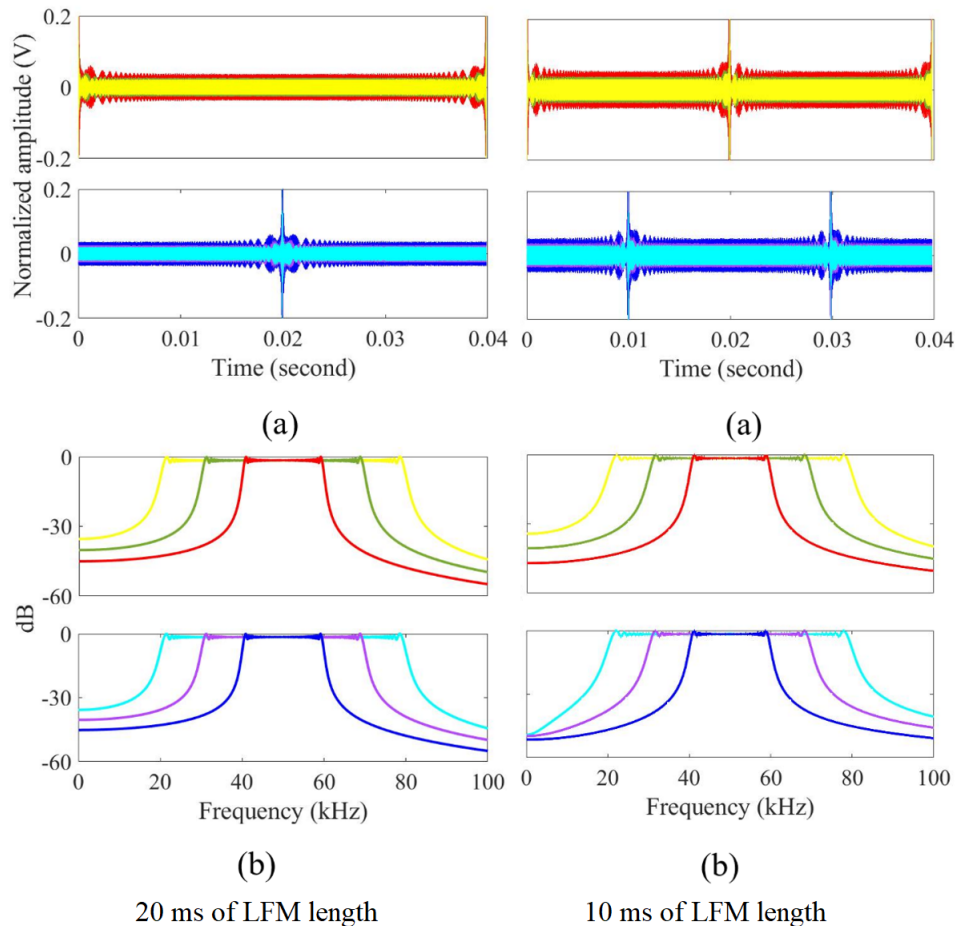 0.2
0
-0.2
0.2
0
-0.2
Normalized amplitude (V)
0 0.01 0.02 0.03 0.04
0 0.01 0.02 0.03 0.04
Time (second)
Time (second)
(a)
(a)
0
-30
-60
0
-30
-60
dB
0 20 40 60 80 100
0 20 40 60 80 100
Frequency (kHz)
Frequency (kHz)
(b)
(b)
20 ms of LFM length
10 ms of LFM length